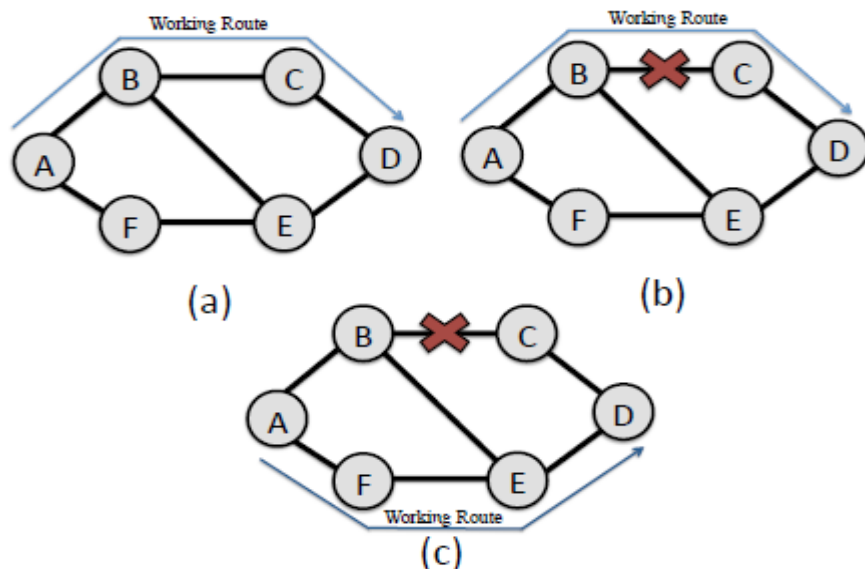 Working Route
B C
A D
F E
(a)
Working Route
B C
A D
F E
(b)
B C
A D
F E
Working Route
(c)